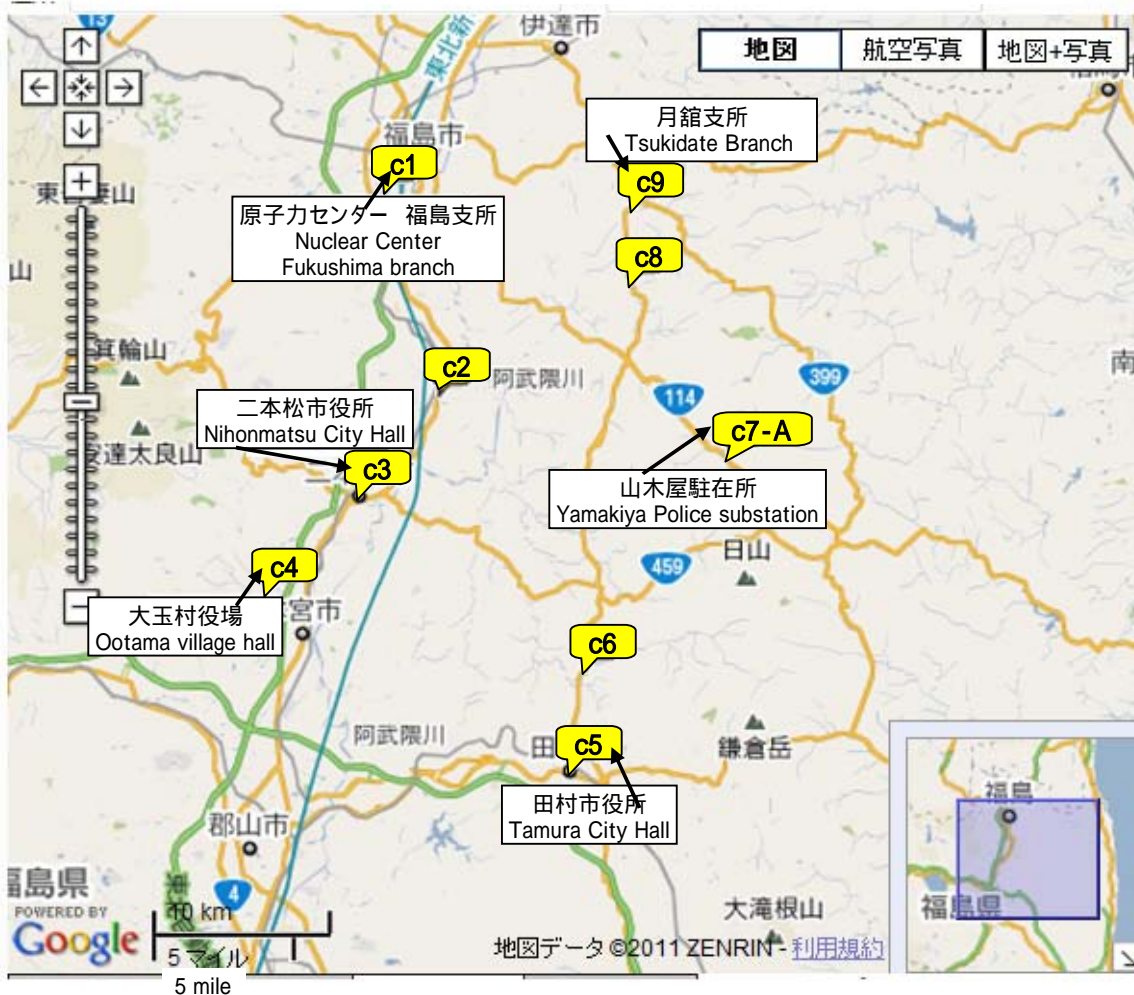 伊達市
地図
航空写真
地図+写真
13
東北新
福島市
月舘支所
Tsukidate Branch
c1
c9
原子力センター 福島支所
Nuclear Center
Fukushima branch
c8
山
箕輪山
c2
阿武隈川
399
南
114
二本松市役所
Nihonmatsu City Hall
c7-A
安達太良山
c3
山木屋駐在所
Yamakiya Police substation
日山
459
c4
大玉村役場
Ootama village hall
宮市
c6
阿武隈川
田
c5
鎌倉岳
田村市役所
Tamura City Hall
福島
郡山市
4
福島県
福島県
POWERED BY
Google
10 km
5 マイル
5 mile
大滝根山
地図データ ©2011 ZENRIN - 利用規約